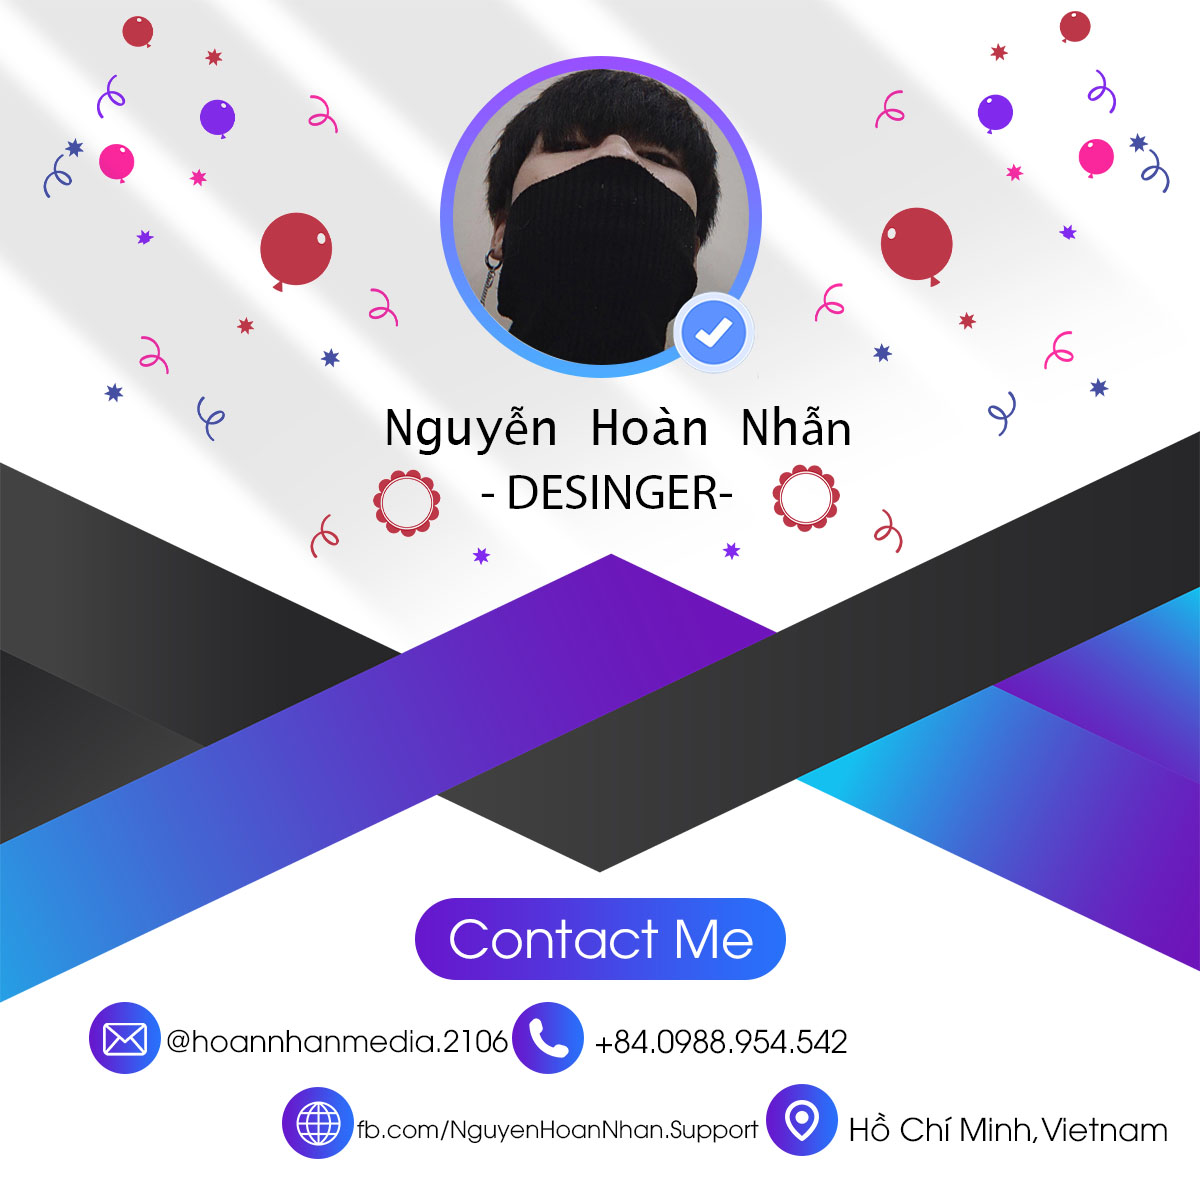 Nguyễn Hoàn Nhẫn
- DESINGER-
Contact Me
@hoannhanmedia.2106
+84.0988.954.542
fb.com/NguyenHoanNhan.Support
Hồ Chí Minh,Vietnam